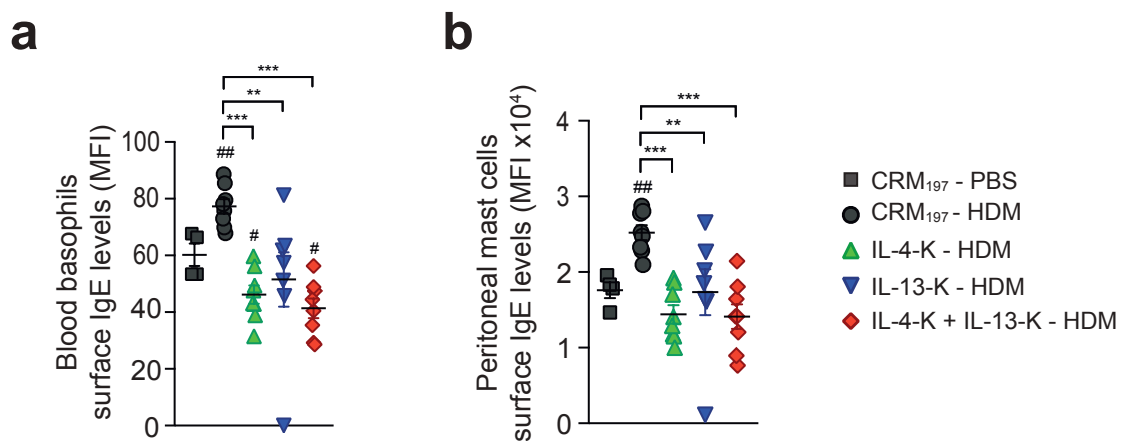 a
Blood basophils
surface IgE levels (MFI)
100
80
60
40
20
0
##
#
#
***
**
***
b
Peritoneal mast cells
surface IgE levels (MFI x10⁴)
4
3
2
1
0
##
***
**
***
CRM₁₉₇ - PBS
CRM₁₉₇ - HDM
IL-4-K - HDM
IL-13-K - HDM
IL-4-K + IL-13-K - HDM